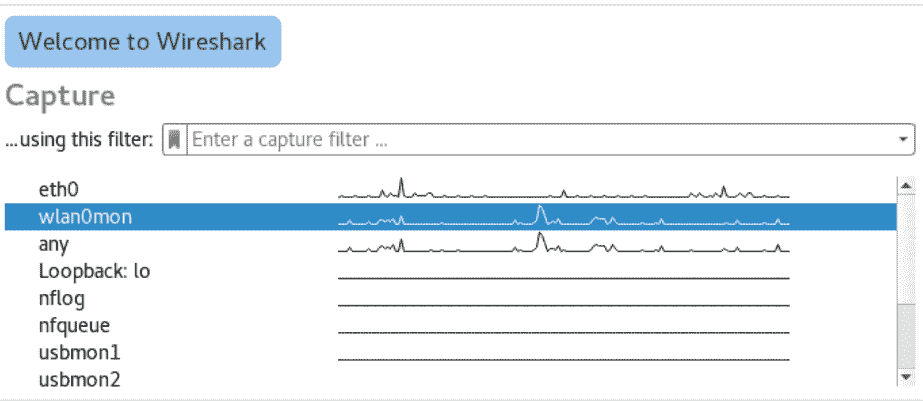 Welcome to Wireshark
Capture
...using this filter: Enter a capture filter ...
eth0
wlan0mon
any
Loopback: lo
nflog
nfqueue
usbmon1
usbmon2